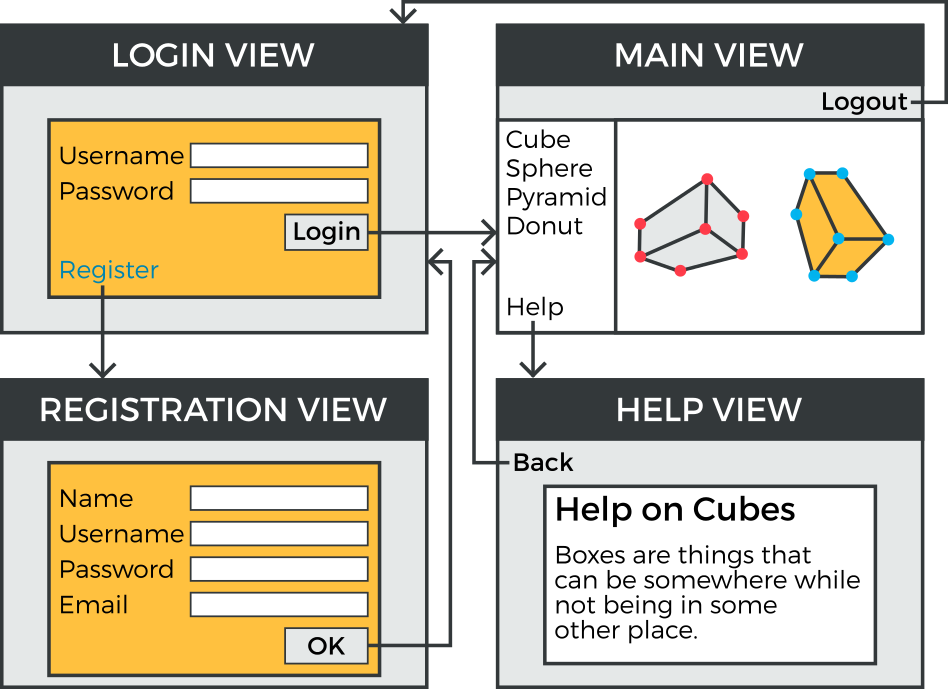 LOGIN VIEW
Username
Password
Login
Register
MAIN VIEW
Logout
Cube
Sphere
Pyramid
Donut
Help
REGISTRATION VIEW
Name
Username
Password
Email
OK
HELP VIEW
Back
Help on Cubes
Boxes are things that
can be somewhere while
not being in some
other place.